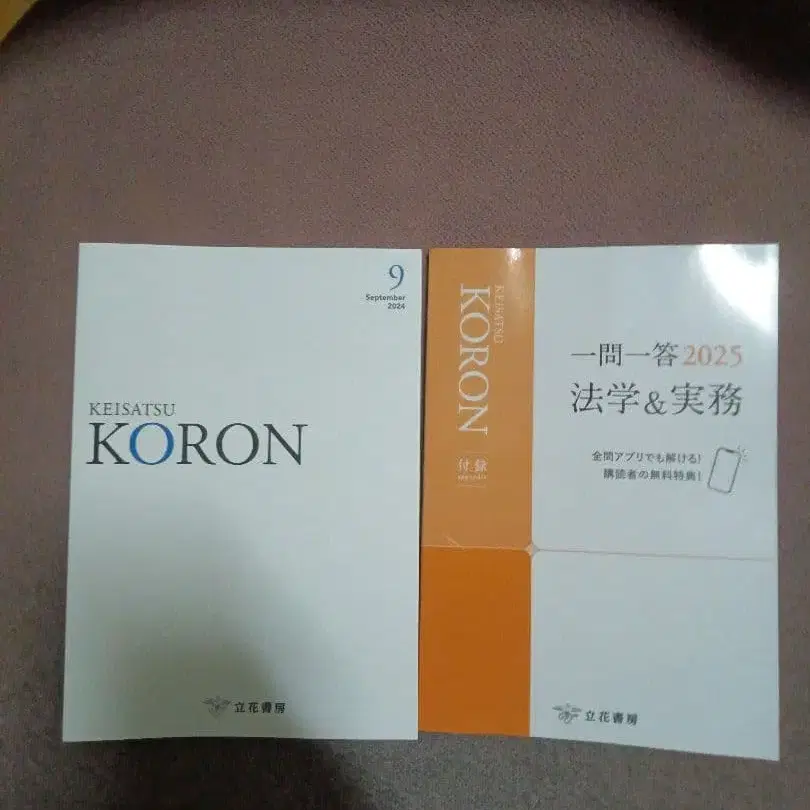 9
September
2024
KEISATSU
KORON
立花書房
KEISATSU
KORON
付録
appendix
一問一答2025
法学&実務
全問アプリでも解ける!
購読者の無料特典!
立花書房